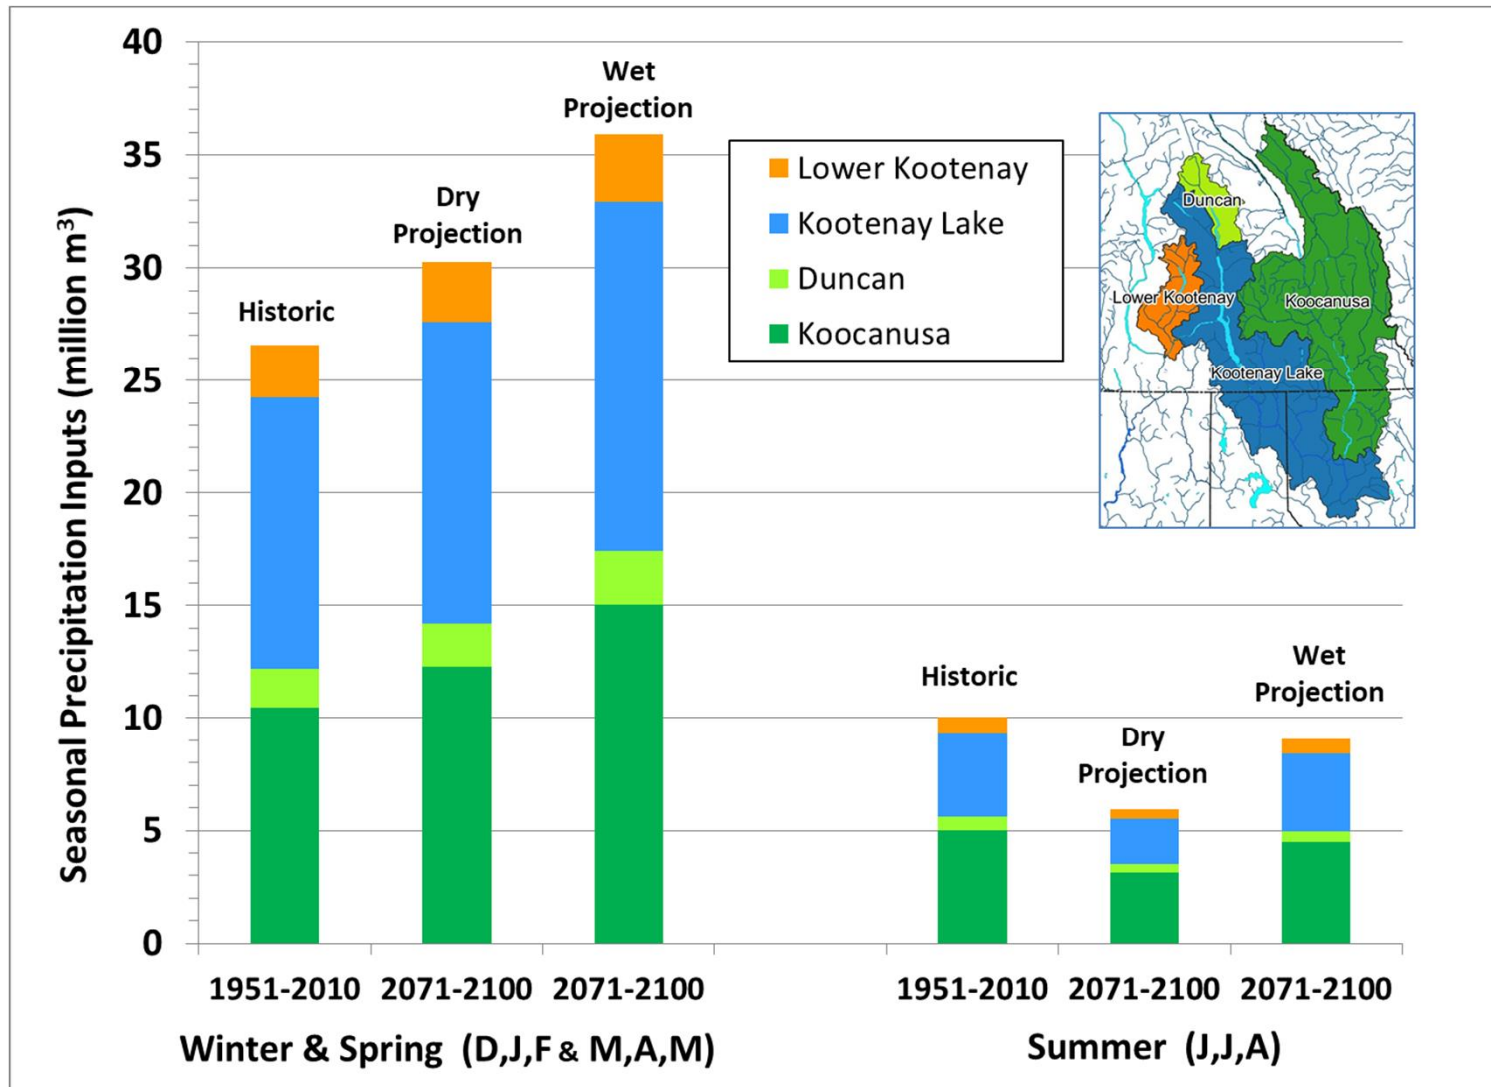 Seasonal Precipitation Inputs (million m³)
40
35
30
25
20
15
10
5
0
Historic
Dry
Projection
Wet
Projection
Lower Kootenay
Kootenay Lake
Duncan
Koocanusa
Duncan
Lower Kootenay
Koocanusa
Kootenay Lake
Historic
Dry
Projection
Wet
Projection
1951-2010 2071-2100 2071-2100
1951-2010 2071-2100 2071-2100
Winter & Spring (D,J,F & M,A,M)
Summer (J,J,A)